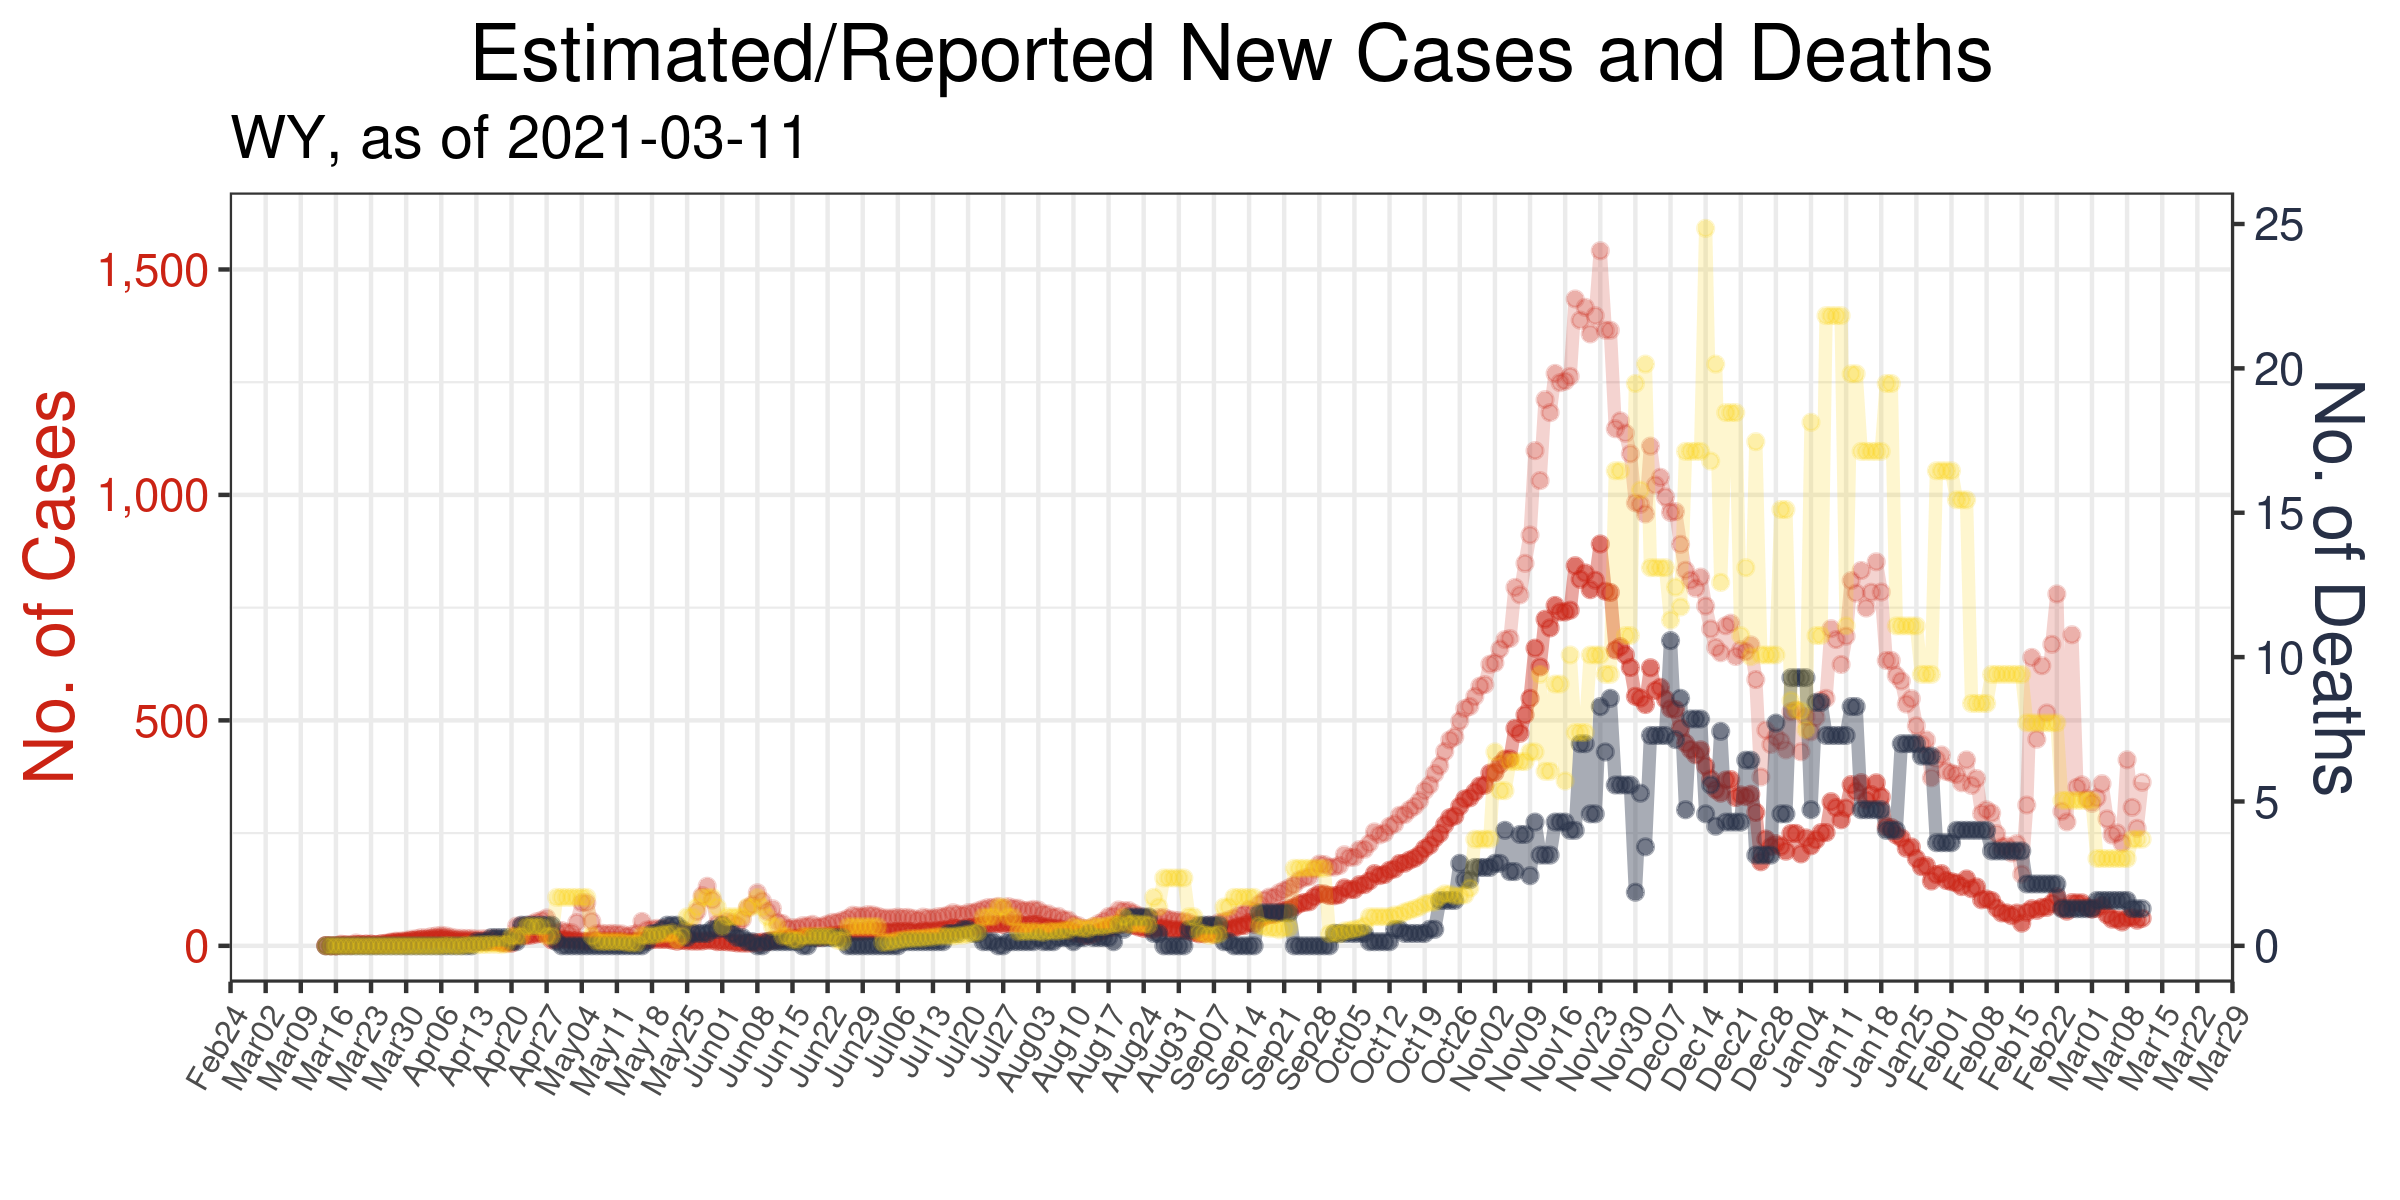 Estimated/Reported New Cases and Deaths
WY, as of 2021-03-11
No. of Cases
1,500
1,000
500
0
25
20
15
10
5
0
No. of Deaths
Feb24
Mar02
Mar09
Mar16
Mar23
Mar30
Apr06
Apr13
Apr20
Apr27
May04
May11
May18
May25
Jun01
Jun08
Jun15
Jun22
Jun29
Jul06
Jul13
Jul20
Jul27
Aug03
Aug10
Aug17
Aug24
Aug31
Sep07
Sep14
Sep21
Sep28
Oct05
Oct12
Oct19
Oct26
Nov02
Nov09
Nov16
Nov23
Nov30
Dec07
Dec14
Dec21
Dec28
Jan04
Jan11
Jan18
Jan25
Feb01
Feb08
Feb15
Feb22
Mar01
Mar08
Mar15
Mar22
Mar29